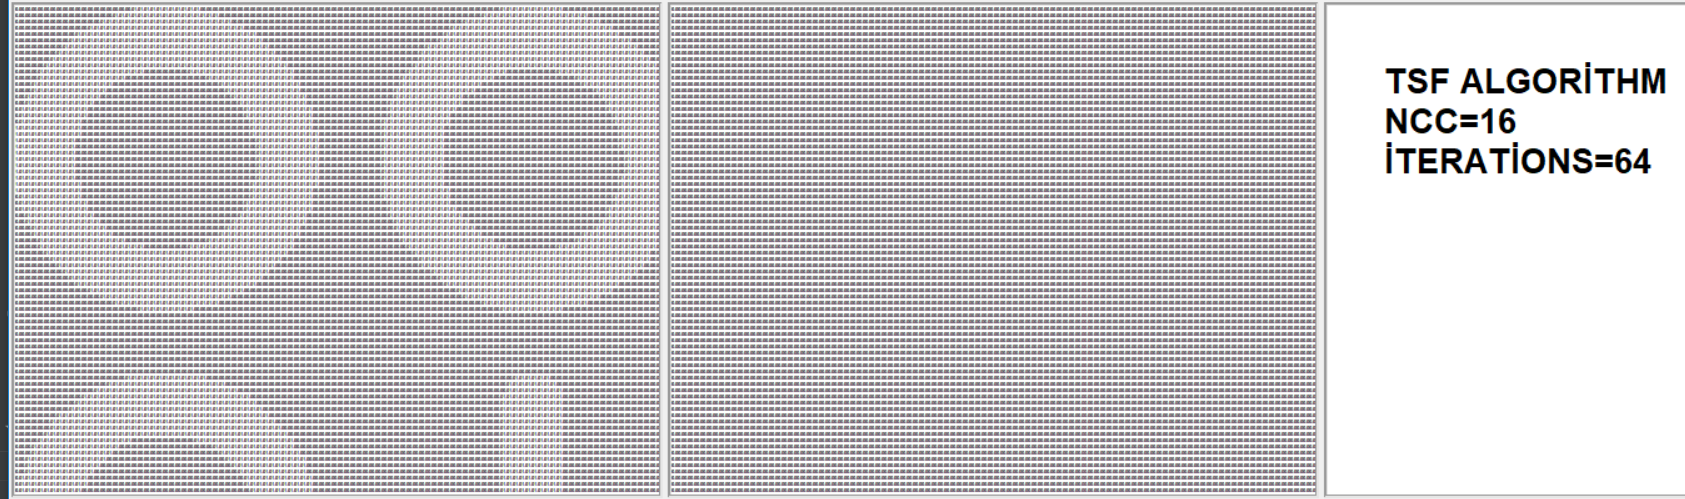 TSF ALGORİTHM
NCC=16
İTERATİONS=64